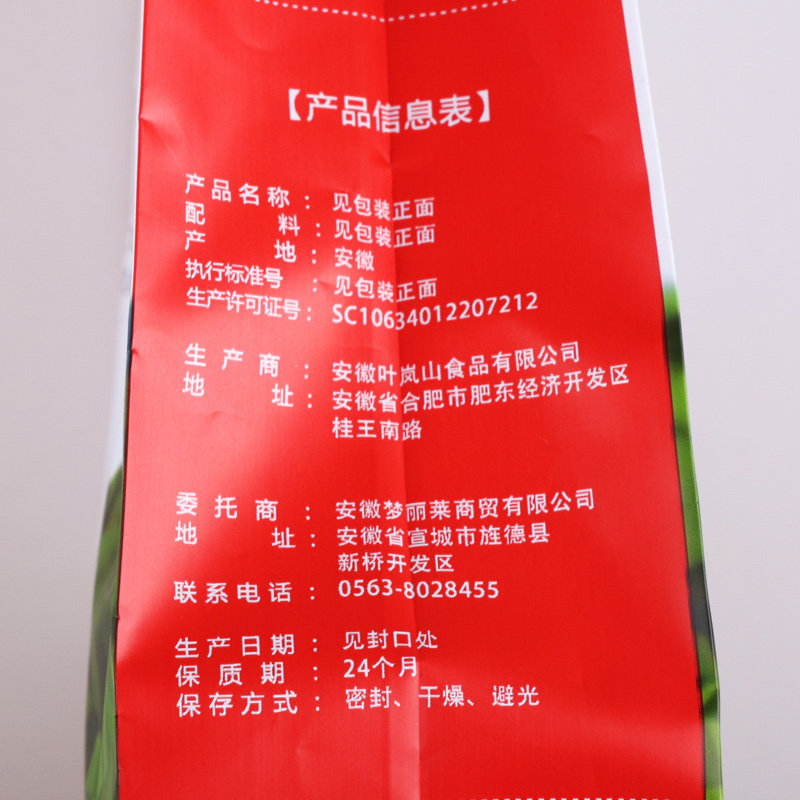 【产品信息表】
产品名称：见包装正面
配料：见包装正面
产地：安徽
执行标准号：见包装正面
生产许可证号：SC10634012207212
生产商：安徽叶岚山食品有限公司
地址：安徽省合肥市肥东经济开发区
桂王南路
委托商：安徽梦丽莱商贸有限公司
地址：安徽省宣城市旌德县
新桥开发区
联系电话：0563-8028455
生产日期：见封口处
保质期：24个月
保存方式：密封、干燥、避光